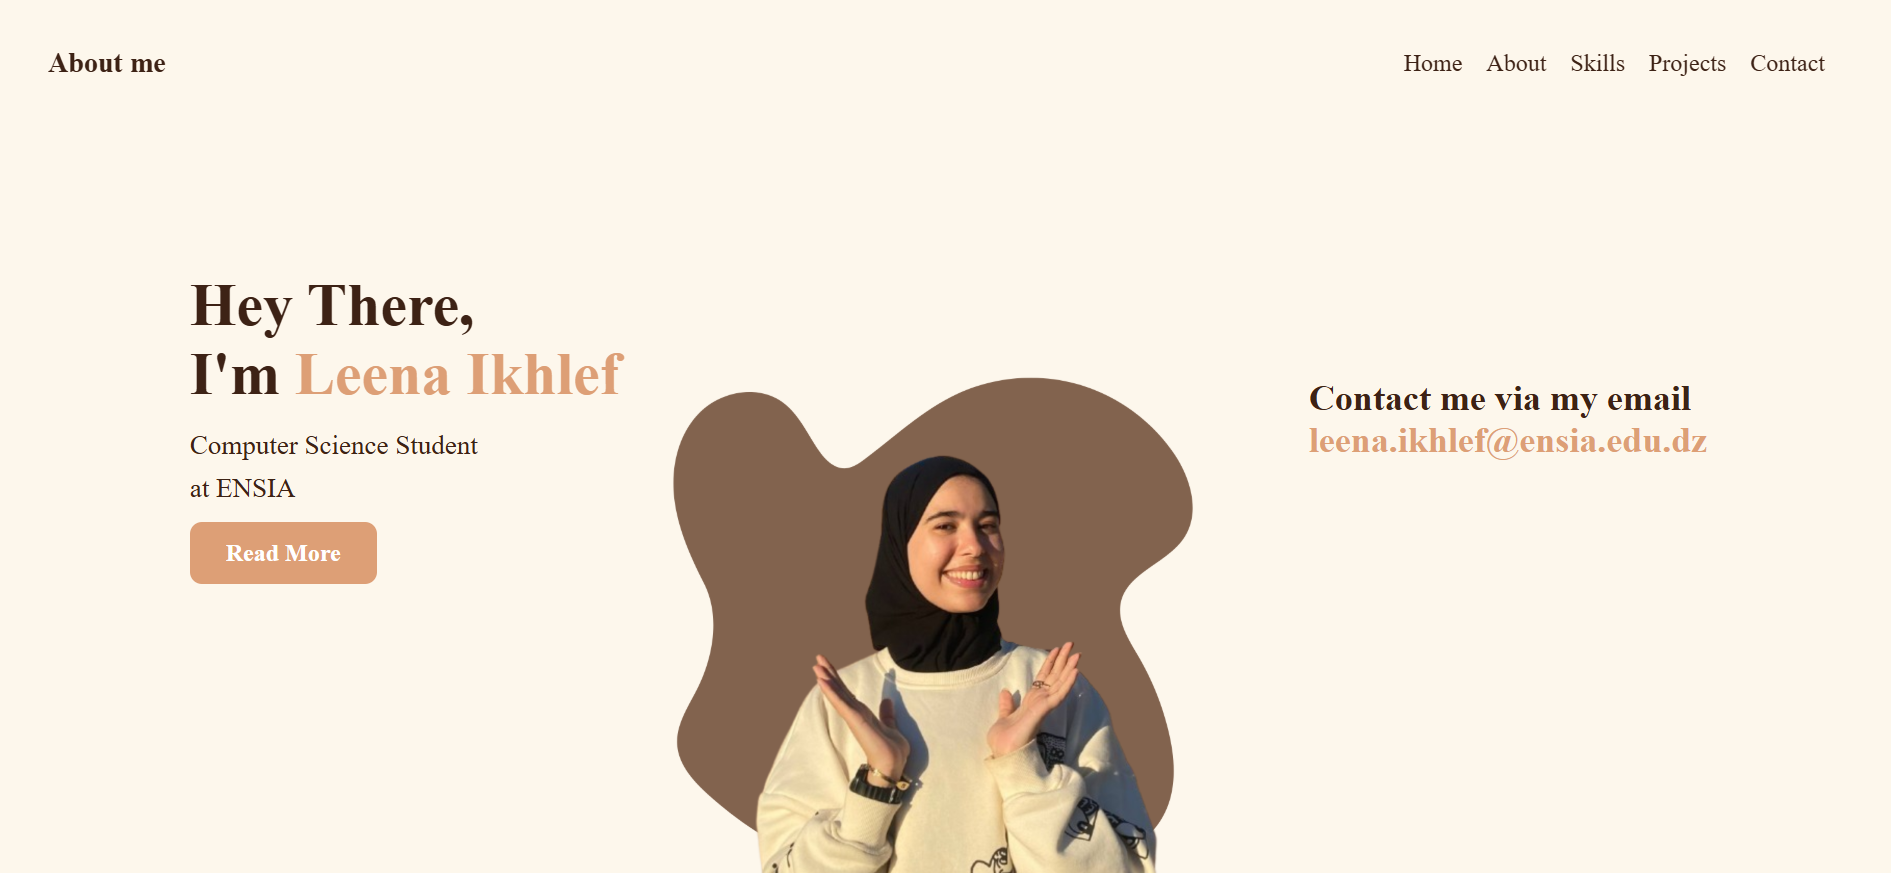 About me
Home About Skills Projects Contact
Hey There,
I'm Leena Ikhlef
Computer Science Student
at ENSIA
Read More
Contact me via my email
leena.ikhlef@ensia.edu.dz